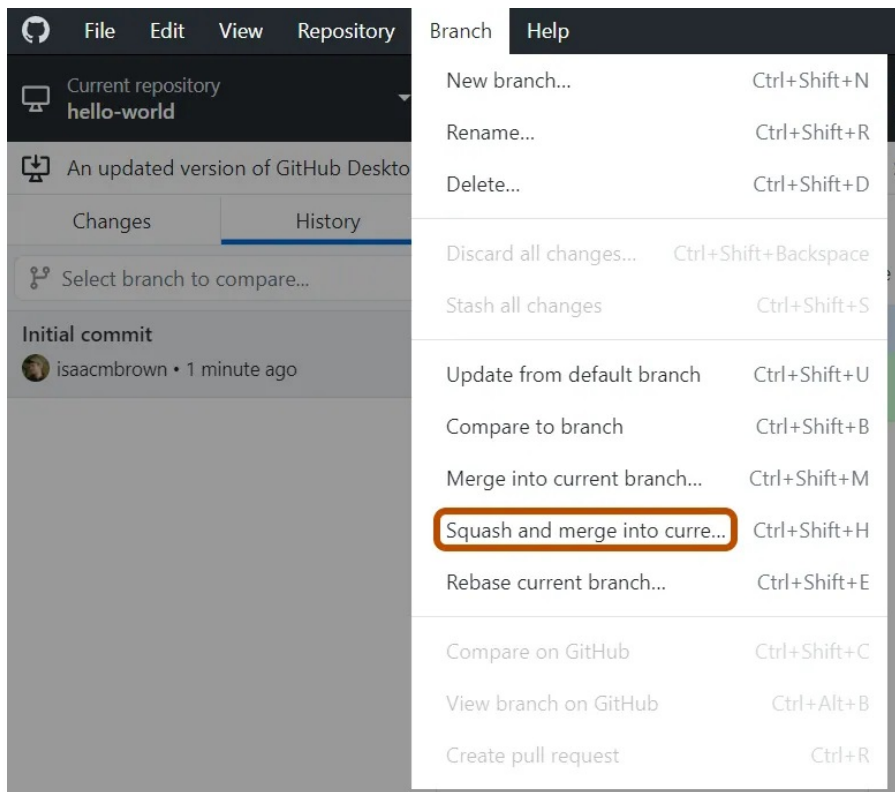 File Edit View Repository Branch Help
Current repository
hello-world
An updated version of GitHub Deskto
Changes History
Select branch to compare...
Initial commit
isaacmbrown • 1 minute ago
New branch... Ctrl+Shift+N
Rename... Ctrl+Shift+R
Delete... Ctrl+Shift+D
Discard all changes... Ctrl+Shift+Backspace
Stash all changes Ctrl+Shift+S
Update from default branch Ctrl+Shift+U
Compare to branch Ctrl+Shift+B
Merge into current branch... Ctrl+Shift+M
Squash and merge into curre... Ctrl+Shift+H
Rebase current branch... Ctrl+Shift+E
Compare on GitHub Ctrl+Shift+C
View branch on GitHub Ctrl+Alt+B
Create pull request Ctrl+R